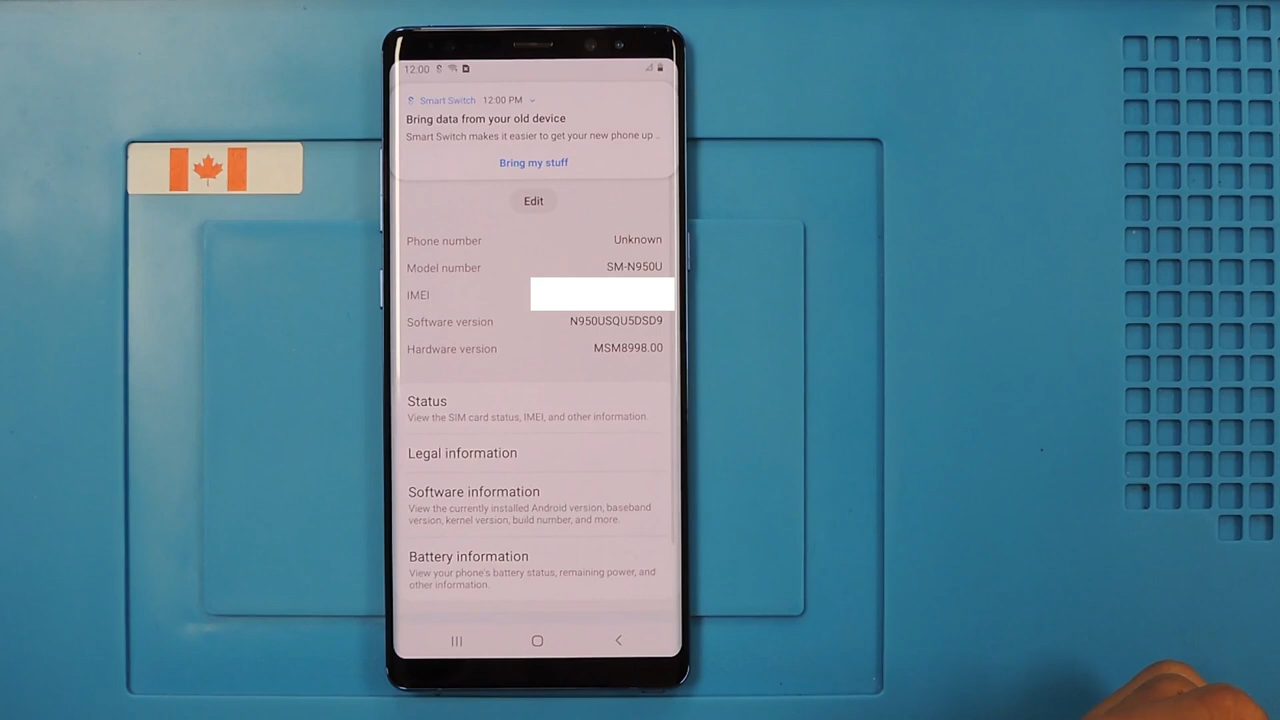 12:00
Smart Switch 12:00 PM
Bring data from your old device
Smart Switch makes it easier to get your new phone up ..
Bring my stuff
Edit
Phone number Unknown
Model number SM-N950U
IMEI
Software version N950USQU5DSD9
Hardware version MSM8998.00
Status
View the SIM card status, IMEI, and other information.
Legal information
Software information
View the currently installed Android version, baseband
version, kernel version, build number, and more.
Battery information
View your phone's battery status, remaining power, and
other information.